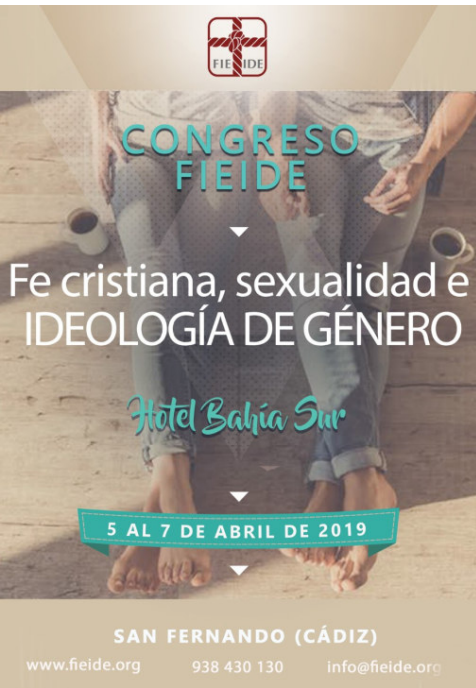 FIEIDE
CONGRESO
FIEIDE
Fe cristiana, sexualidad e
IDEOLOGÍA DE GÉNERO
Hotel Bahía Sur
5 AL 7 DE ABRIL DE 2019
SAN FERNANDO (CÁDIZ)
www.fieide.org 938 430 130 info@fieide.org